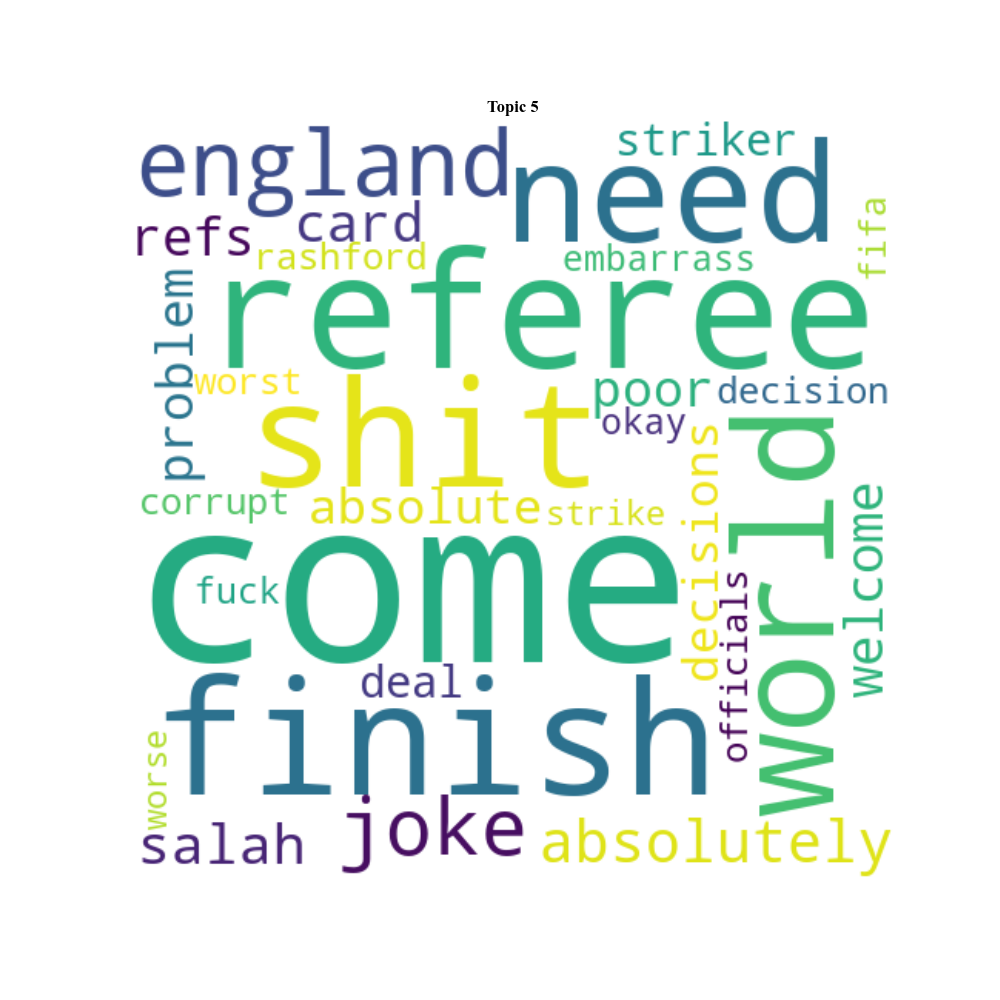 Topic 5
england
striker
need
refs
card
fifa
rashford
embarrass
referee
problem
worst
shit
poor
decision
okay
world
corrupt
absolute
strike
decisions
welcome
come
fuck
officials
deal
finish
worse
salah
joke
absolutely